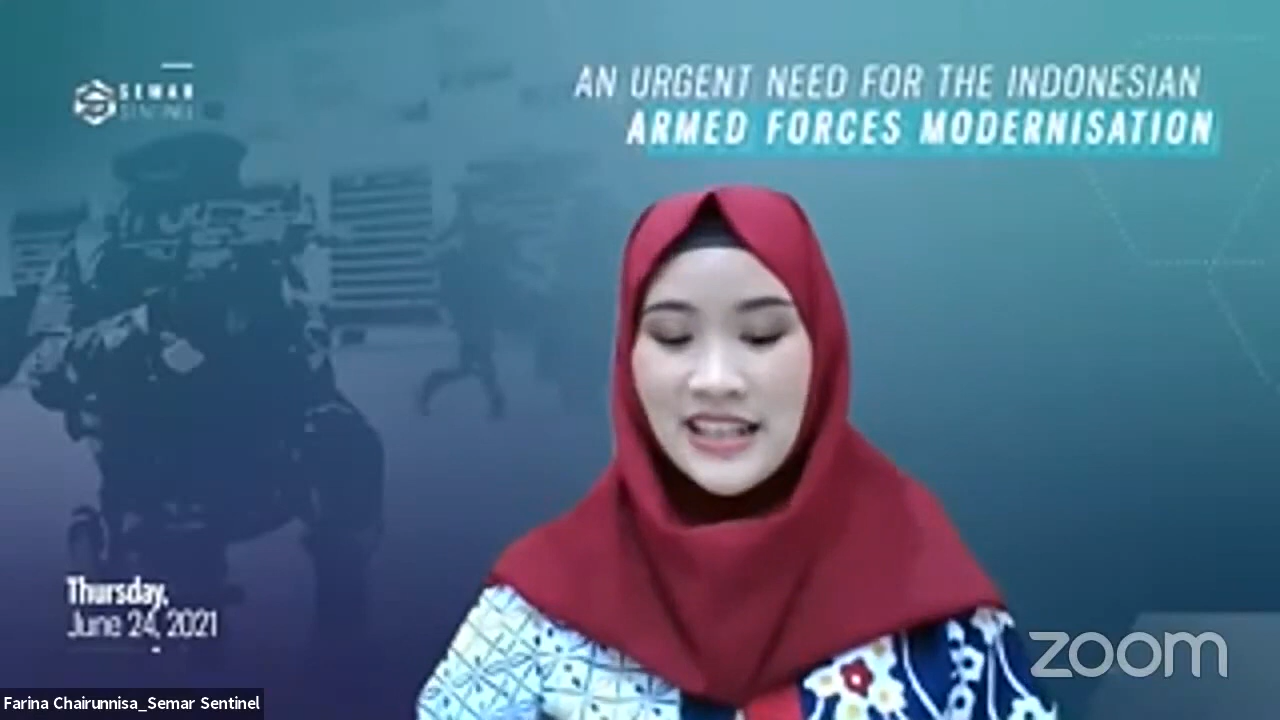 SEMAR
SENTINEL
AN URGENT NEED FOR THE INDONESIAN
ARMED FORCES MODERNISATION
Thursday,
June 24, 2021
zoom
Farina Chairunnisa_Semar Sentinel